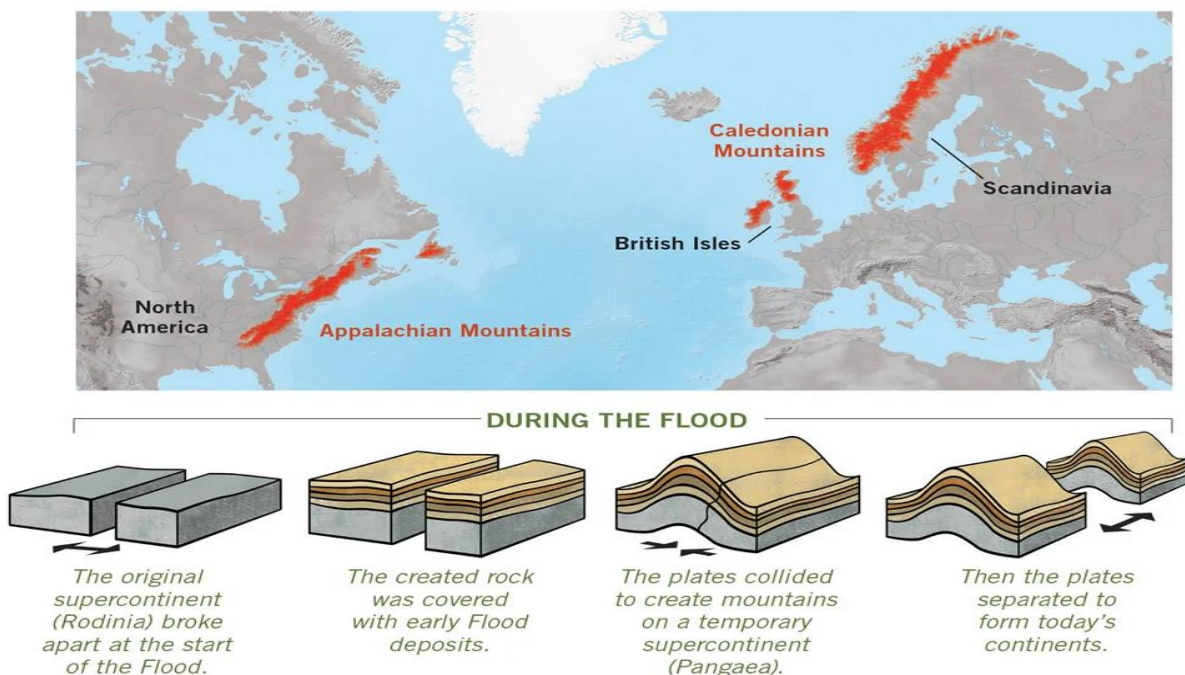 Caledonian
Mountains
Scandinavia
British Isles
North
America
Appalachian Mountains
DURING THE FLOOD
The original
supercontinent
(Rodinia) broke
apart at the start
of the Flood.
The created rock
was covered
with early Flood
deposits.
The plates collided
to create mountains
on a temporary
supercontinent
(Pangaea).
Then the plates
separated to
form today's
continents.